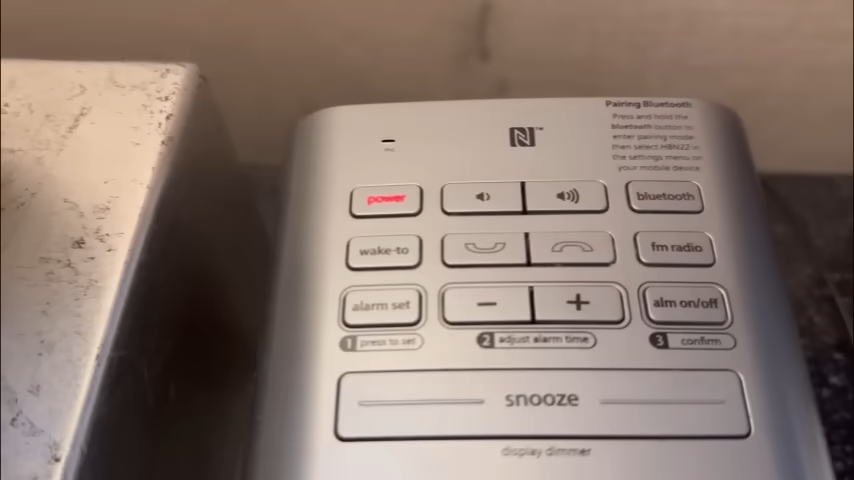 Pairing Bluetooth
Press and hold the
bluetooth button to
enter pairing mode
then select HBN22 in
the settings menu on
your mobile device
mic
N™
power
bluetooth
wake-to
fm radio
alarm set
− +
alm on/off
1 press to set
2 adjust alarm time
3 confirm
snooze
display dimmer